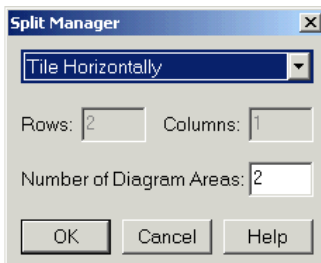 Split Manager
Tile Horizontally
Rows: 2 Columns: 1
Number of Diagram Areas: 2
OK Cancel Help